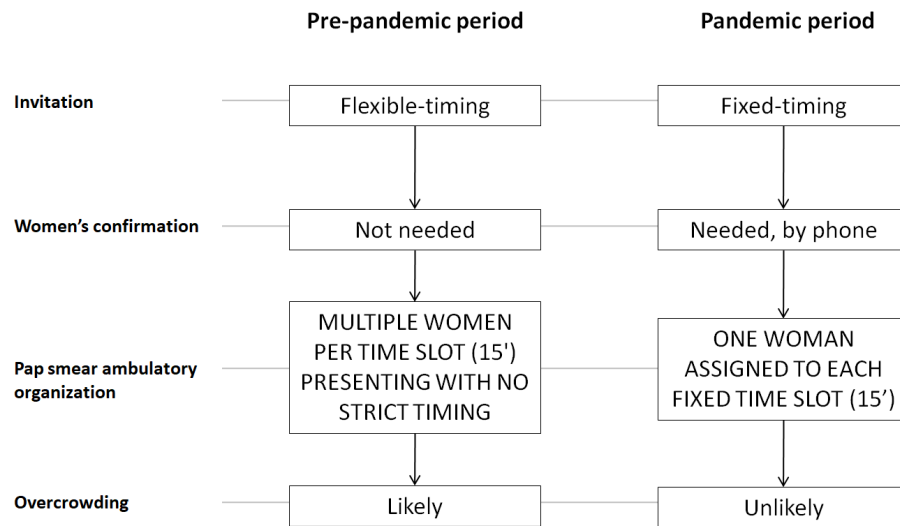 Pre-pandemic period
Pandemic period
Invitation
Flexible-timing
Fixed-timing
Women’s confirmation
Not needed
Needed, by phone
Pap smear ambulatory
organization
MULTIPLE WOMEN
PER TIME SLOT (15')
PRESENTING WITH NO
STRICT TIMING
ONE WOMAN
ASSIGNED TO EACH
FIXED TIME SLOT (15’)
Overcrowding
Likely
Unlikely